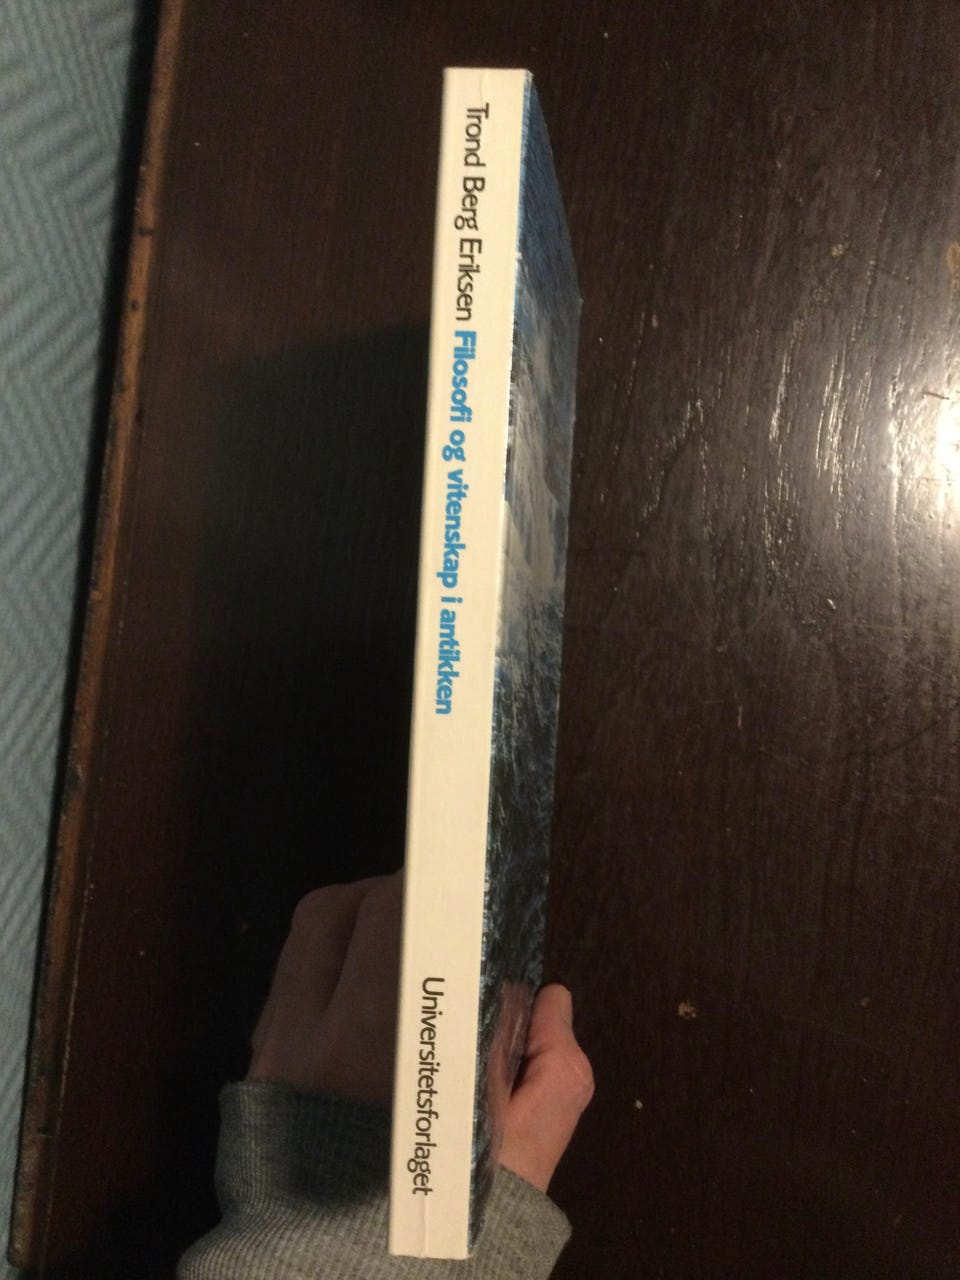 Trond Berg Eriksen Filosofi og vitenskap i antikken
Universitetsforlaget